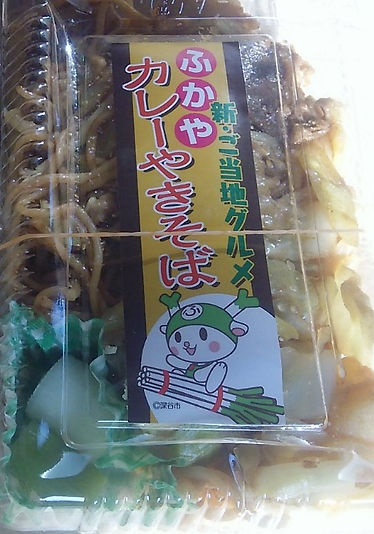 新・ご当地グルメ
ふかや
カレーやきそば
©深谷市